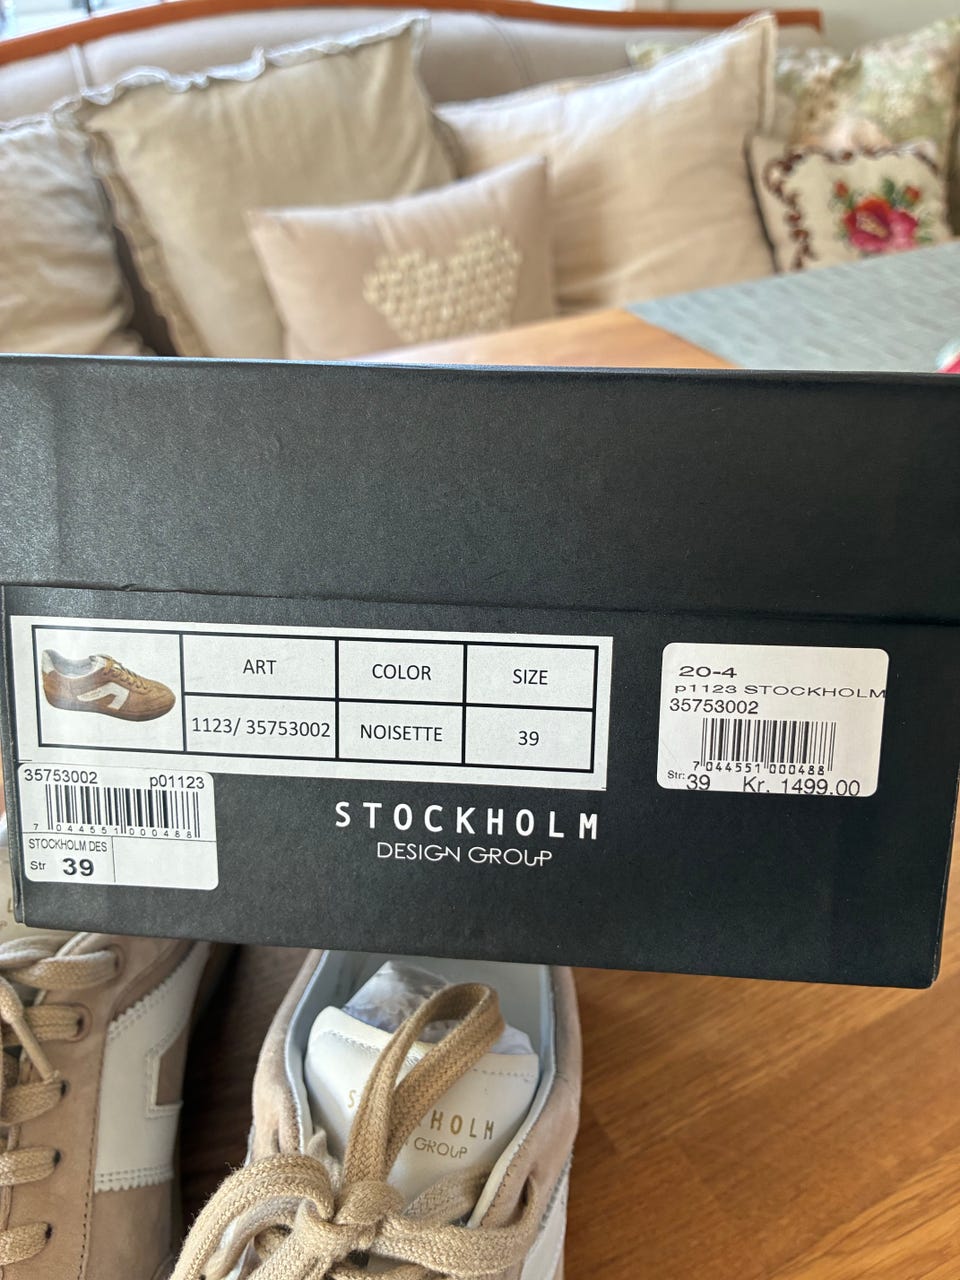 ART COLOR SIZE
1123/ 35753002 NOISETTE 39
20-4
p1123 STOCKHOLM
35753002
7 044551 000488
Str: 39 Kr. 1499.00
35753002 p01123
7 044551 000488
STOCKHOLM DES
Str 39
STOCKHOLM
DESIGN GROUP
HOLM
GROUP